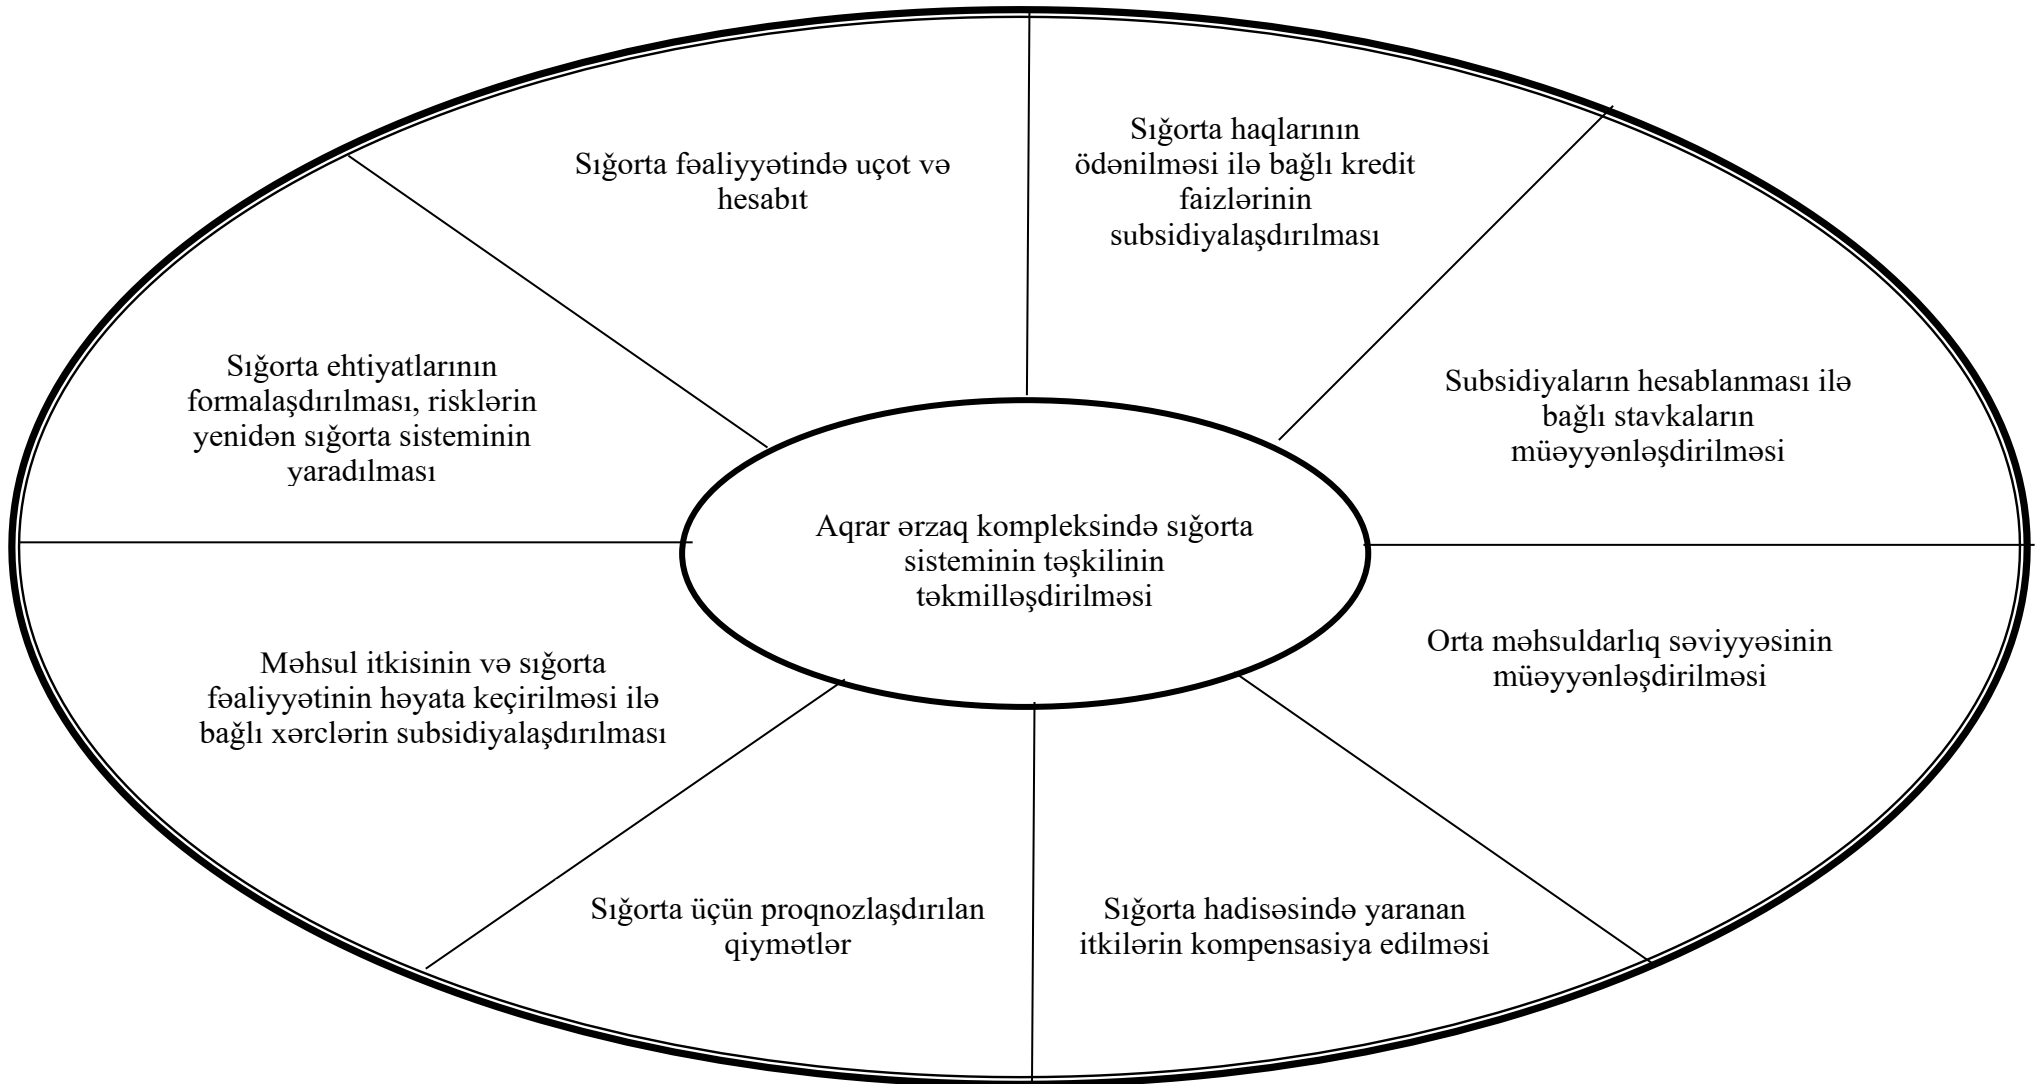 Sığorta fəaliyyətində uçot və
hesabıt
Sığorta haqlarının
ödənilməsi ilə bağlı kredit
faizlərinin
subsidiyalaşdırılması
Sığorta ehtiyatlarının
formalaşdırılması, risklərin
yenidən sığorta sisteminin
yaradılması
Subsidiyaların hesablanması ilə
bağlı stavkaların
müəyyənləşdirilməsi
Aqrar ərzaq kompleksində sığorta
sisteminin təşkilinin
təkmilləşdirilməsi
Məhsul itkisinin və sığorta
fəaliyyətinin həyata keçirilməsi ilə
bağlı xərclərin subsidiyalaşdırılması
Orta məhsuldarlıq səviyyəsinin
müəyyənləşdirilməsi
Sığorta üçün proqnozlaşdırılan
qiymətlər
Sığorta hadisəsində yaranan
itkilərin kompensasiya edilməsi